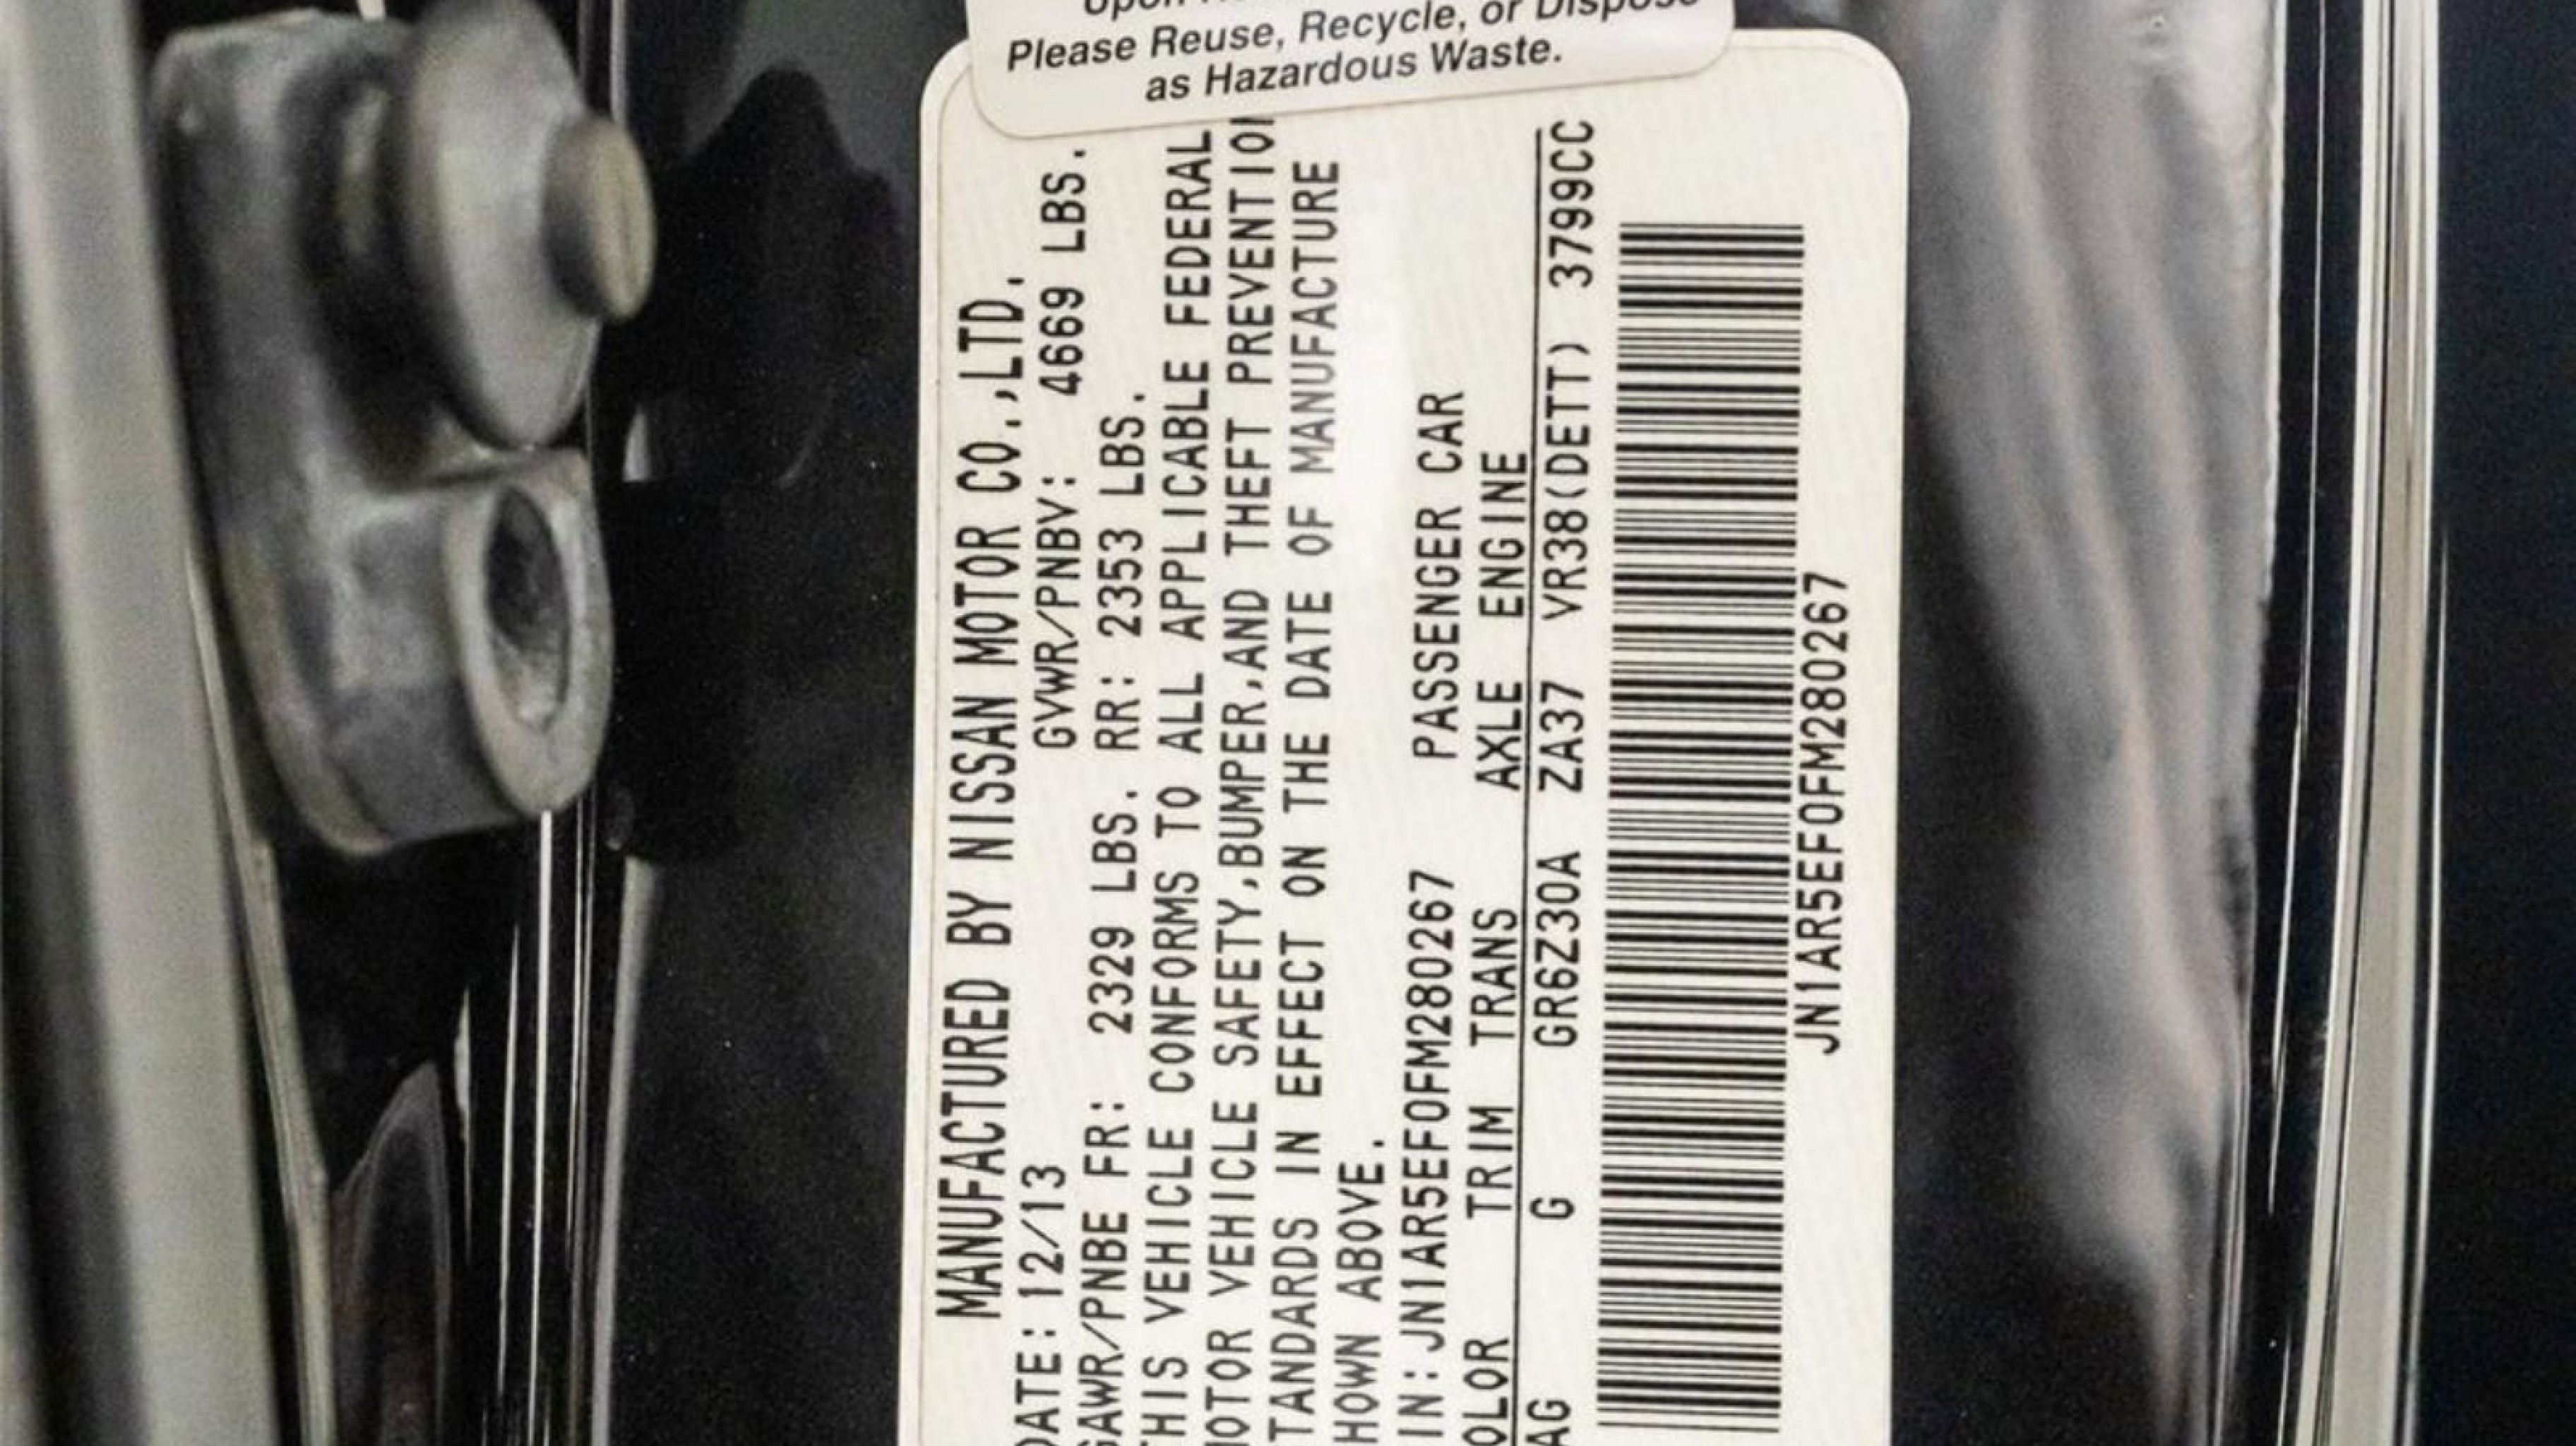 Please Reuse, Recycle, or Dispose
as Hazardous Waste.
MANUFACTURED BY NISSAN MOTOR CO.,LTD.
DATE: 12/13 GVWR/PNBV: 4669 LBS.
GAWR/PNBE FR: 2329 LBS. RR: 2353 LBS.
THIS VEHICLE CONFORMS TO ALL APPLICABLE FEDERAL
MOTOR VEHICLE SAFETY,BUMPER,AND THEFT PREVENTION
STANDARDS IN EFFECT ON THE DATE OF MANUFACTURE
SHOWN ABOVE.
VIN: JN1AR5EF0FM280267 PASSENGER CAR
COLOR TRIM TRANS AXLE ENGINE
AG G GR6Z30A ZA37 VR38(DETT) 3799CC
JN1AR5EF0FM280267